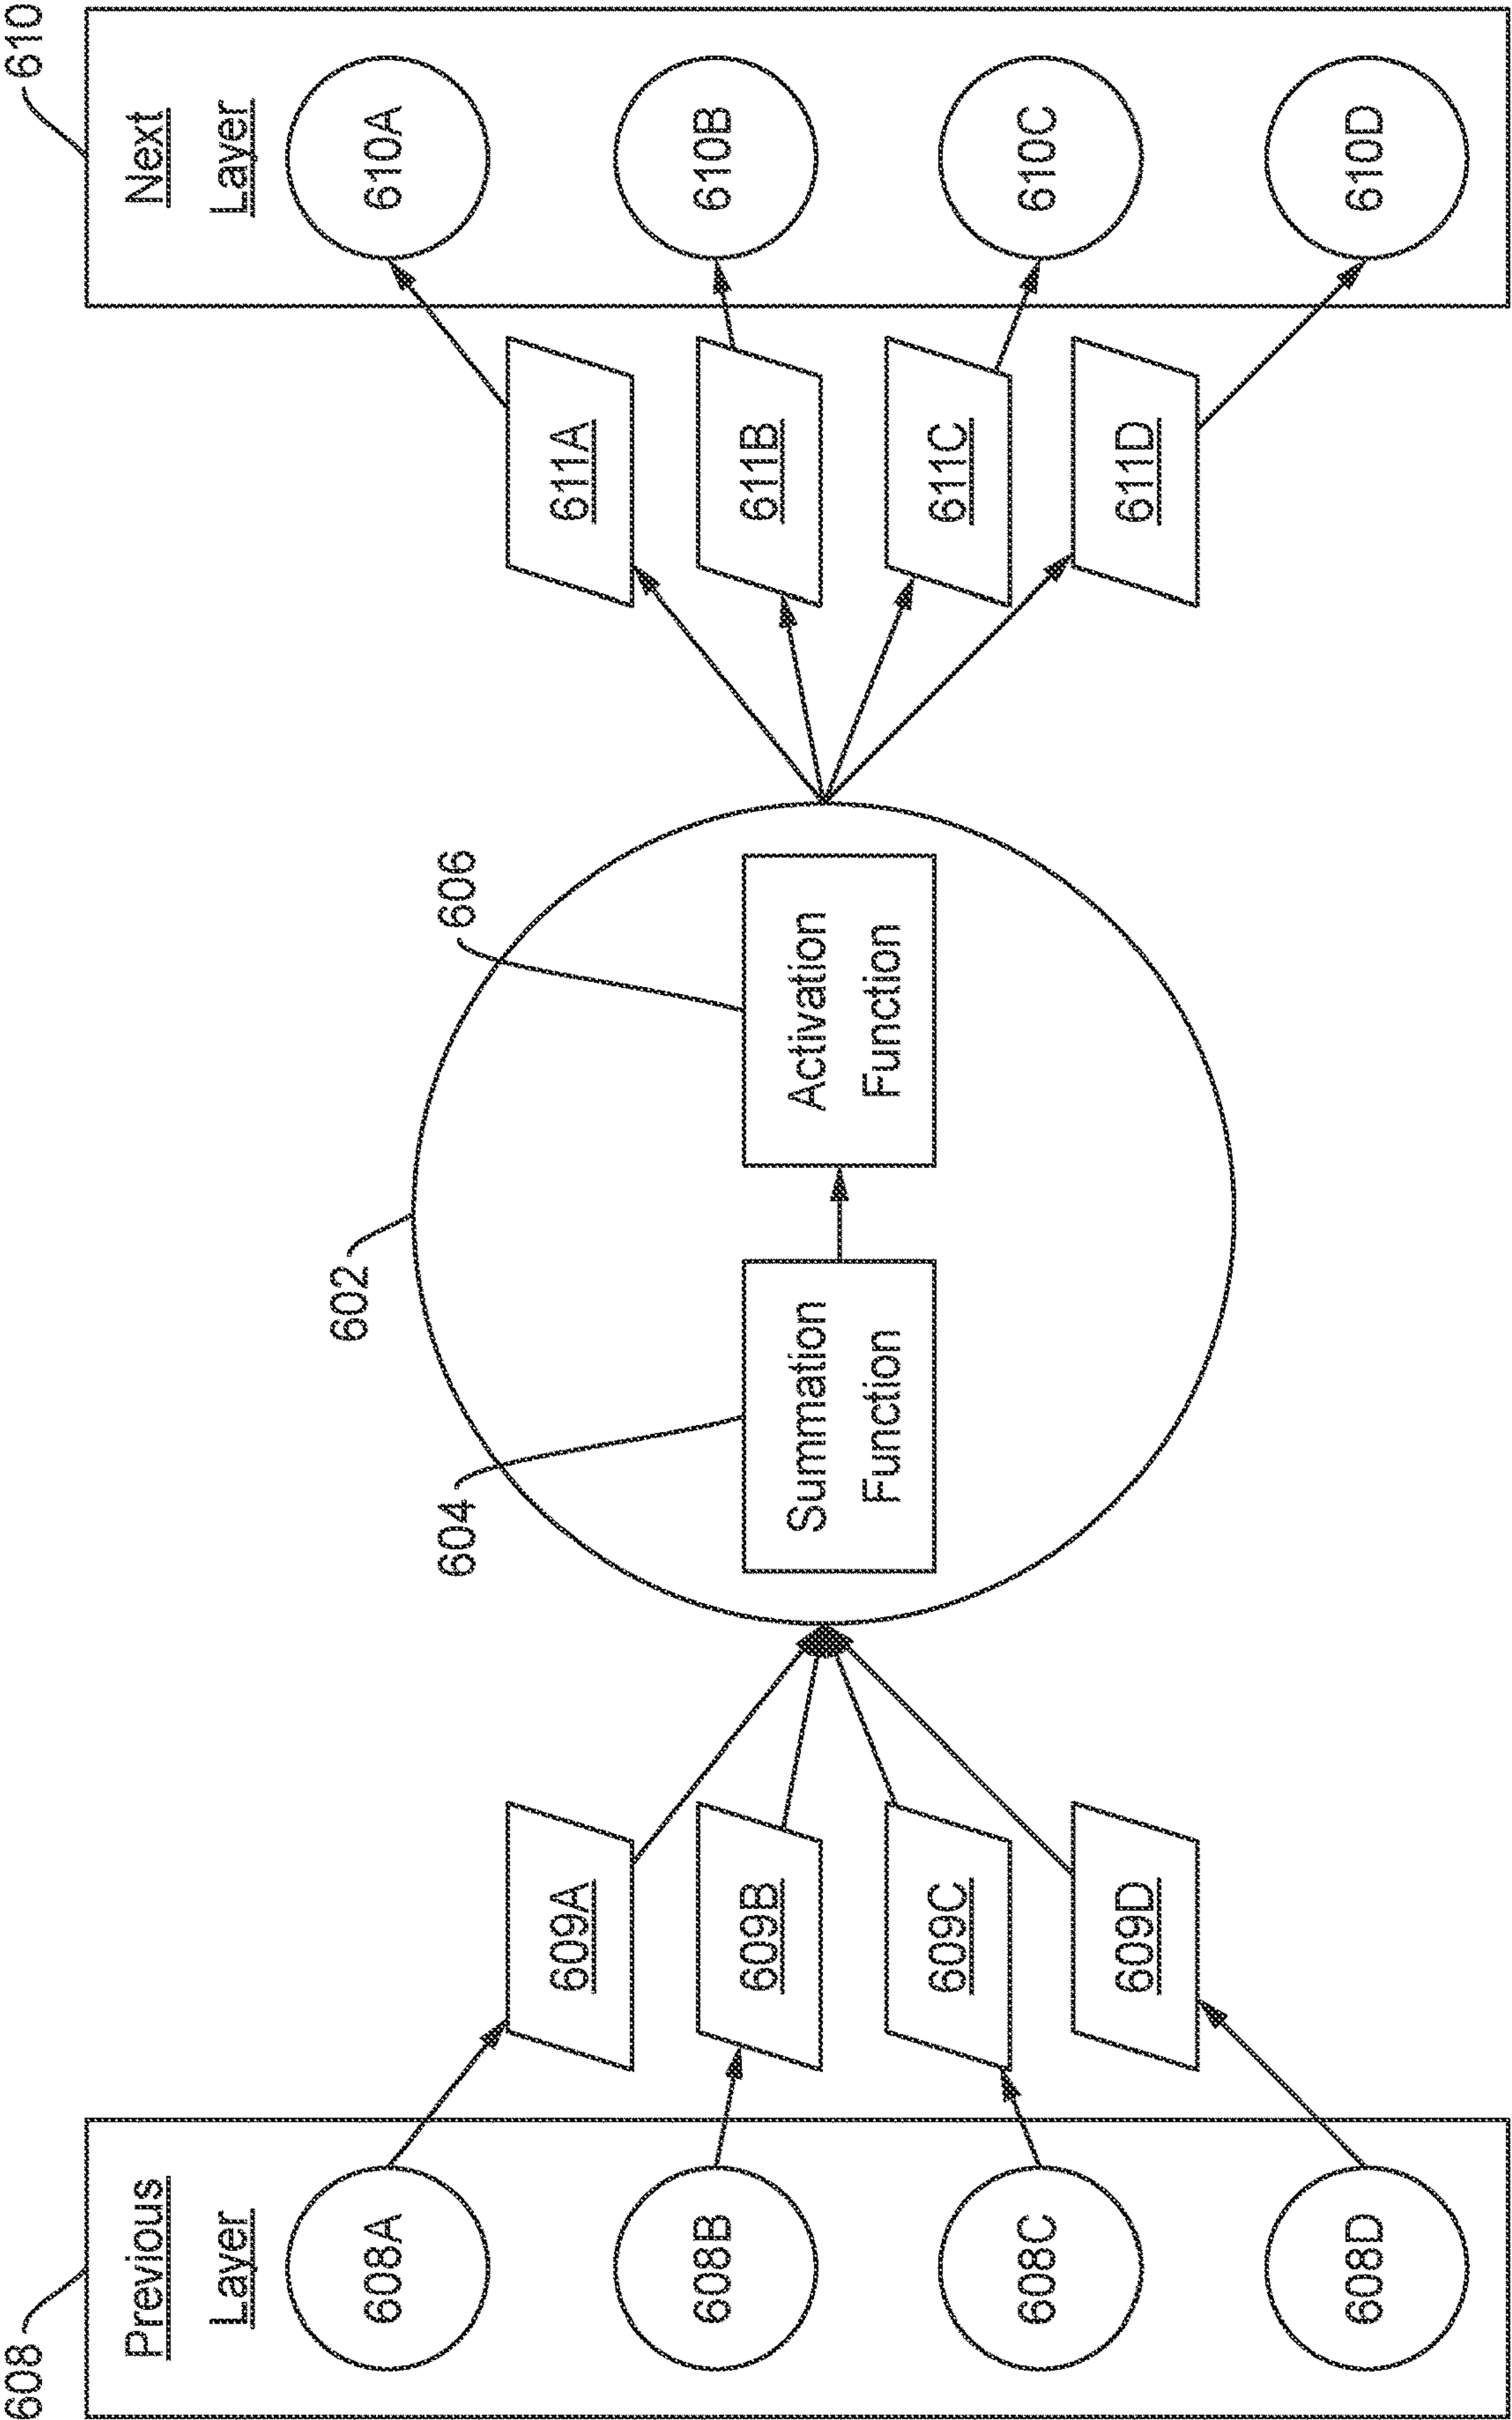 608
Previous
Layer
608A
608B
608C
608D
609A
609B
609C
609D
602
604
Summation
Function
606
Activation
Function
611A
611B
611C
611D
610
Next
Layer
610A
610B
610C
610D